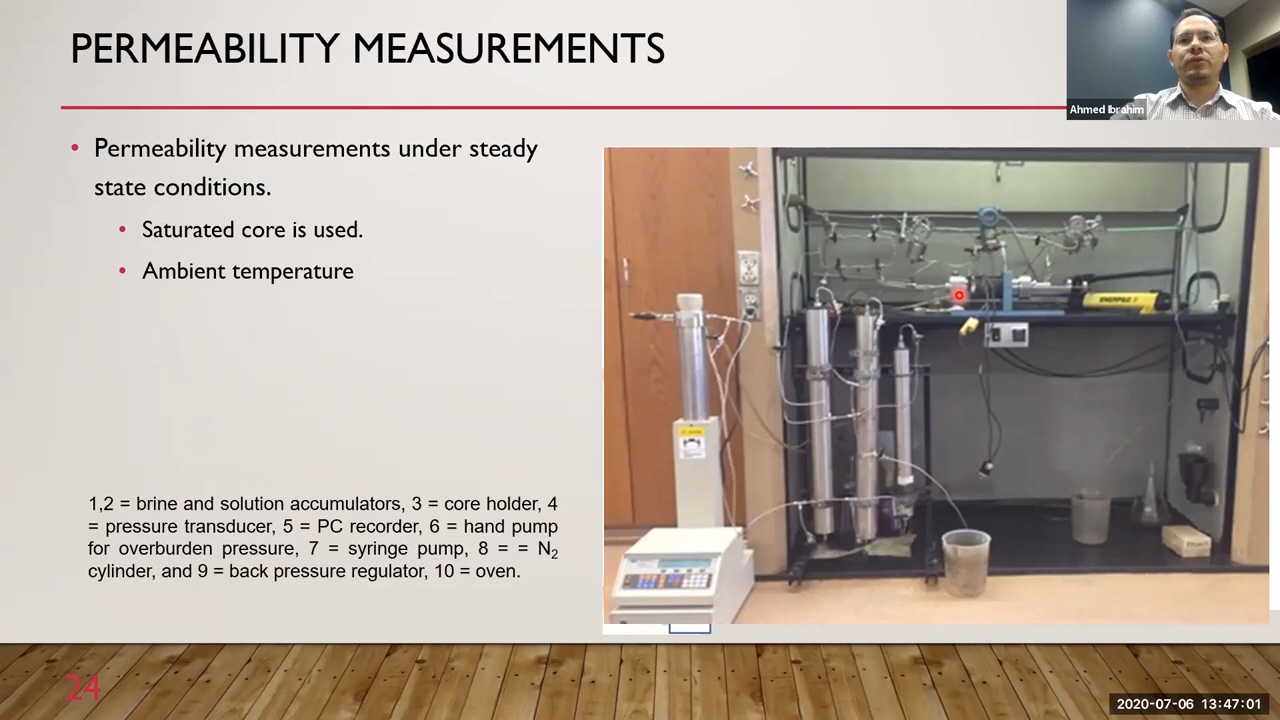 PERMEABILITY MEASUREMENTS
Ahmed Ibrahim
• Permeability measurements under steady
state conditions.
• Saturated core is used.
• Ambient temperature
ENERPAC
1,2 = brine and solution accumulators, 3 = core holder, 4
= pressure transducer, 5 = PC recorder, 6 = hand pump
for overburden pressure, 7 = syringe pump, 8 = = N₂
cylinder, and 9 = back pressure regulator, 10 = oven.
24
2020-07-06 13:47:01